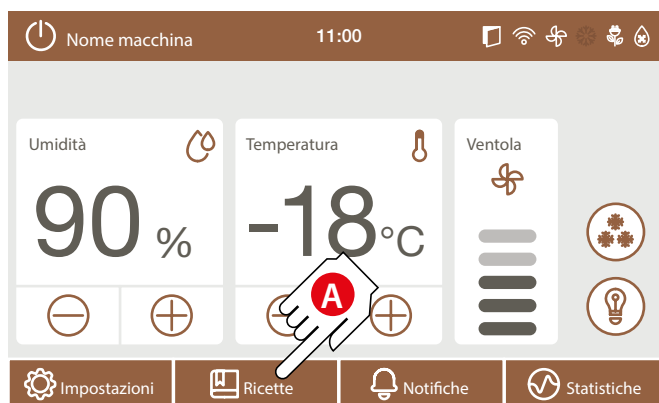 Nome macchina
11:00
Umidità
90 %
Temperatura
-18°C
Ventola
A
Impostazioni
Ricette
Notifiche
Statistiche